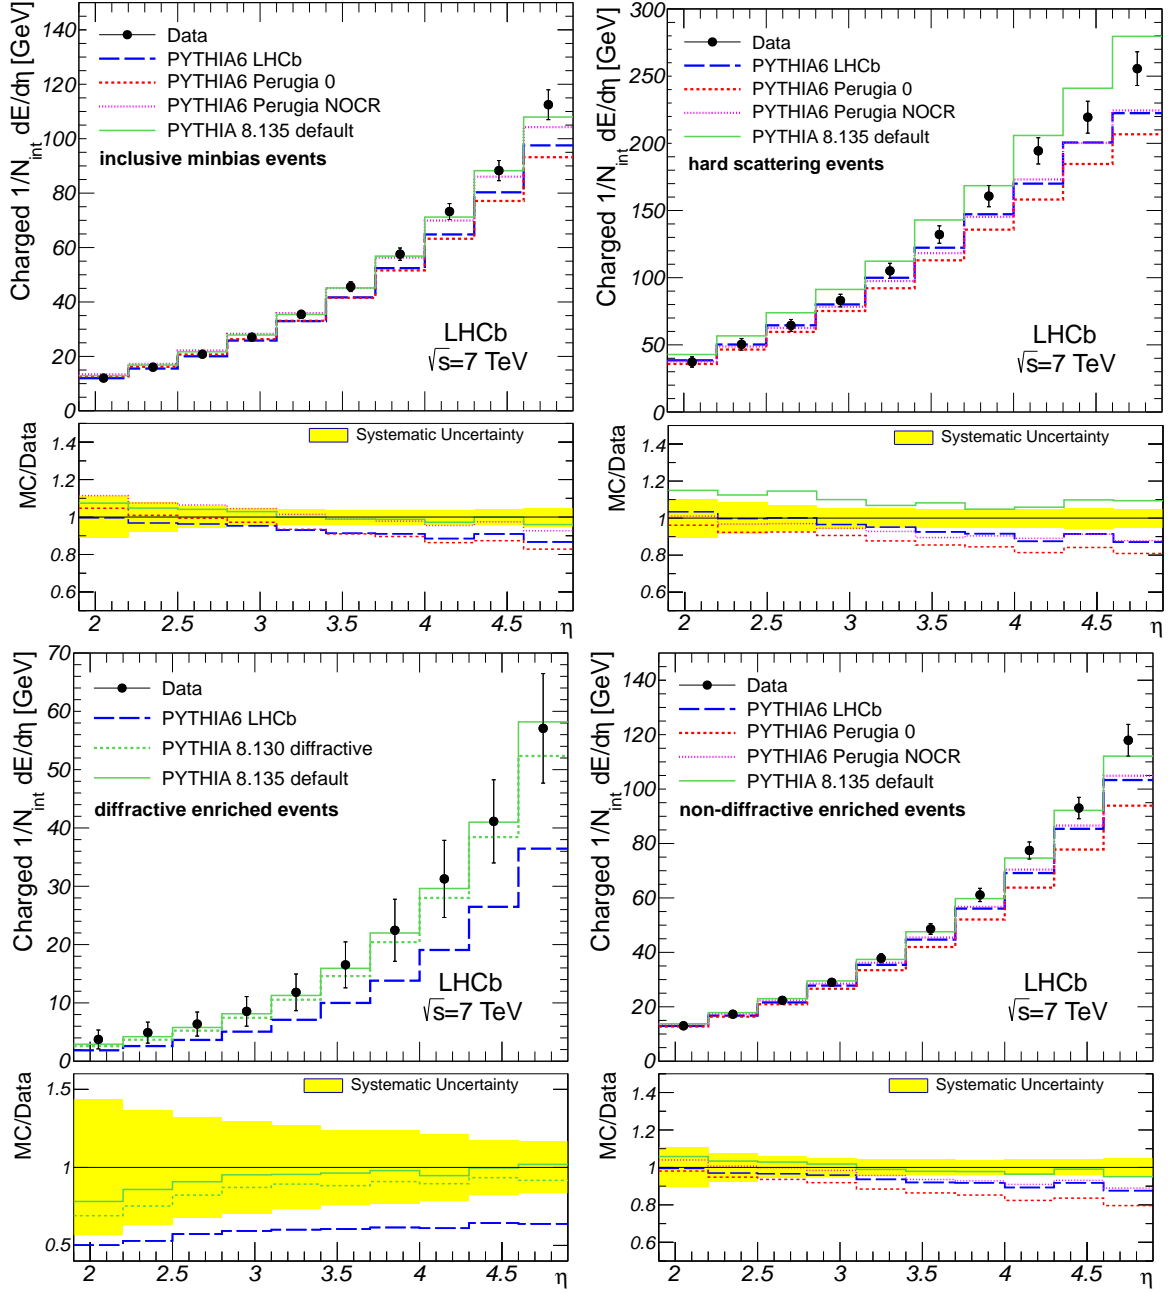 Charged 1/N_int dE/dη [GeV]
140
120
100
80
60
40
20
0
Data
PYTHIA6 LHCb
PYTHIA6 Perugia 0
PYTHIA6 Perugia NOCR
PYTHIA 8.135 default
inclusive minbias events
LHCb
√s=7 TeV
MC/Data
1.4
1.2
1
0.8
0.6
Systematic Uncertainty
2 2.5 3 3.5 4 4.5 η
Charged 1/N_int dE/dη [GeV]
300
250
200
150
100
50
0
Data
PYTHIA6 LHCb
PYTHIA6 Perugia 0
PYTHIA6 Perugia NOCR
PYTHIA 8.135 default
hard scattering events
LHCb
√s=7 TeV
MC/Data
1.4
1.2
1
0.8
0.6
Systematic Uncertainty
2 2.5 3 3.5 4 4.5 η
Charged 1/N_int dE/dη [GeV]
70
60
50
40
30
20
10
0
Data
PYTHIA6 LHCb
PYTHIA 8.130 diffractive
PYTHIA 8.135 default
diffractive enriched events
LHCb
√s=7 TeV
MC/Data
1.5
1
0.5
Systematic Uncertainty
2 2.5 3 3.5 4 4.5 η
Charged 1/N_int dE/dη [GeV]
140
120
100
80
60
40
20
0
Data
PYTHIA6 LHCb
PYTHIA6 Perugia 0
PYTHIA6 Perugia NOCR
PYTHIA 8.135 default
non-diffractive enriched events
LHCb
√s=7 TeV
MC/Data
1.4
1.2
1
0.8
0.6
Systematic Uncertainty
2 2.5 3 3.5 4 4.5 η